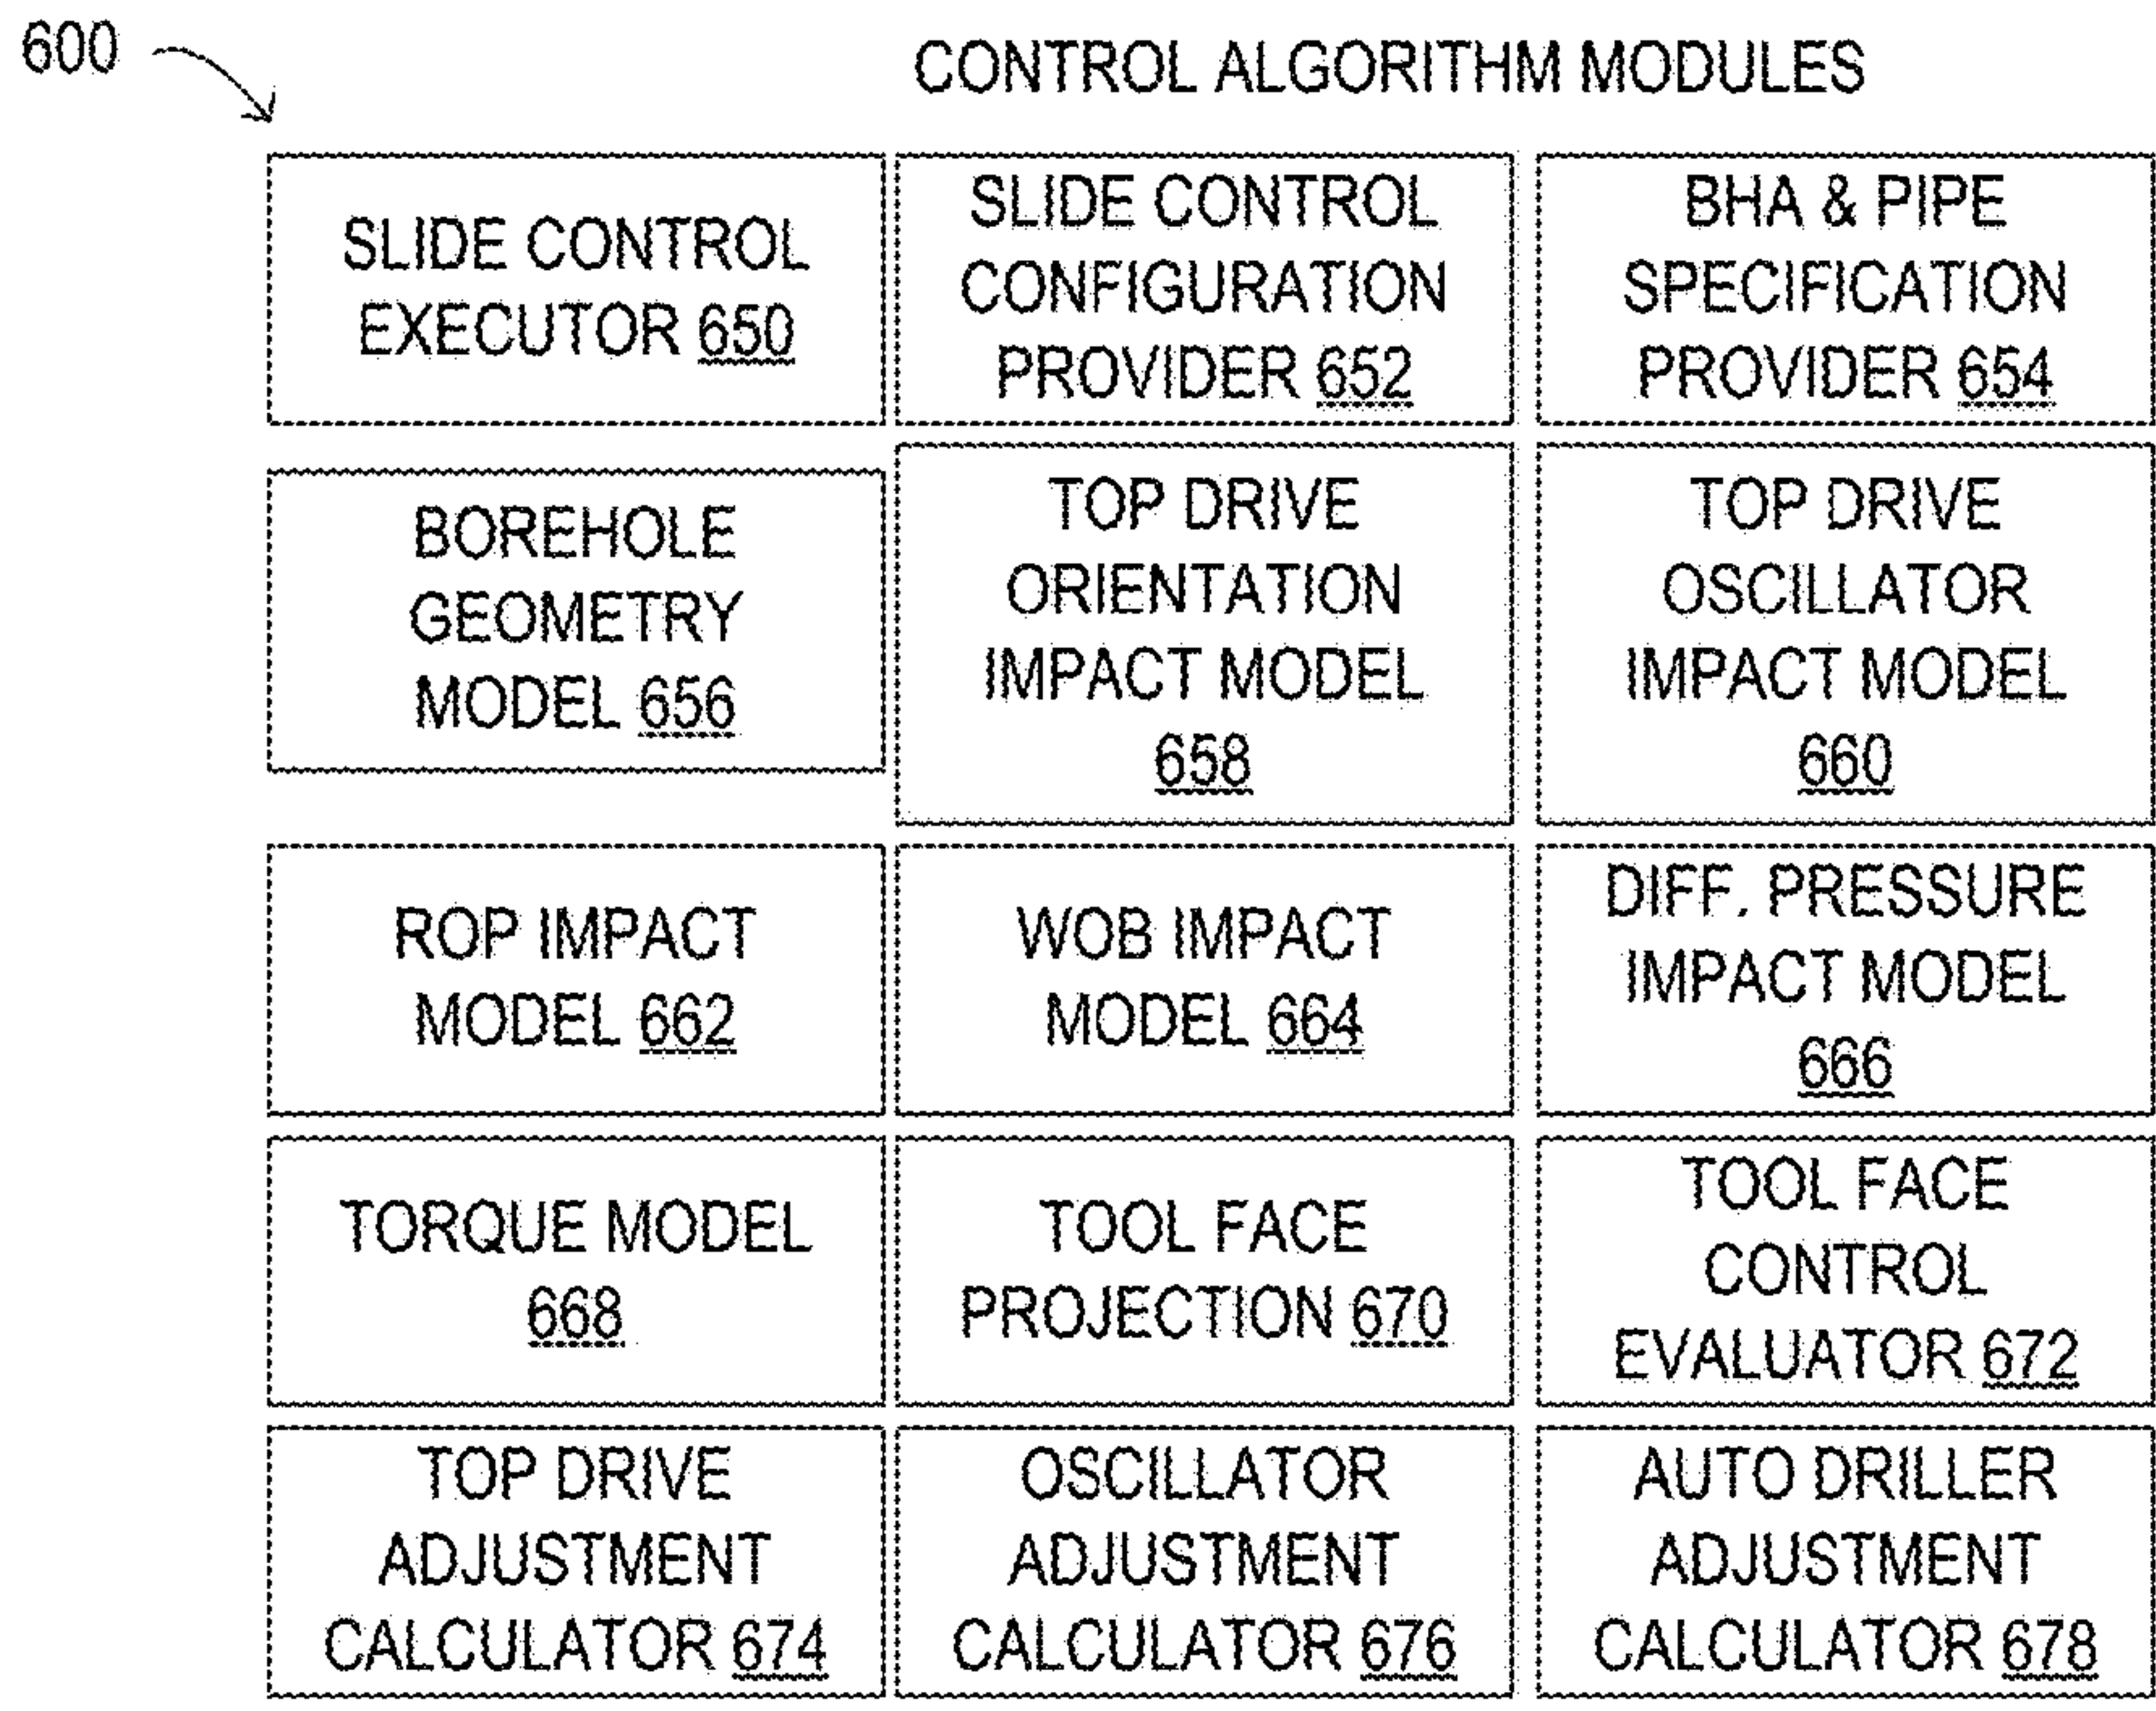 600
CONTROL ALGORITHM MODULES
SLIDE CONTROL
EXECUTOR 650
SLIDE CONTROL
CONFIGURATION
PROVIDER 652
BHA & PIPE
SPECIFICATION
PROVIDER 654
BOREHOLE
GEOMETRY
MODEL 656
TOP DRIVE
ORIENTATION
IMPACT MODEL
658
TOP DRIVE
OSCILLATOR
IMPACT MODEL
660
ROP IMPACT
MODEL 662
WOB IMPACT
MODEL 664
DIFF. PRESSURE
IMPACT MODEL
666
TORQUE MODEL
668
TOOL FACE
PROJECTION 670
TOOL FACE
CONTROL
EVALUATOR 672
TOP DRIVE
ADJUSTMENT
CALCULATOR 674
OSCILLATOR
ADJUSTMENT
CALCULATOR 676
AUTO DRILLER
ADJUSTMENT
CALCULATOR 678